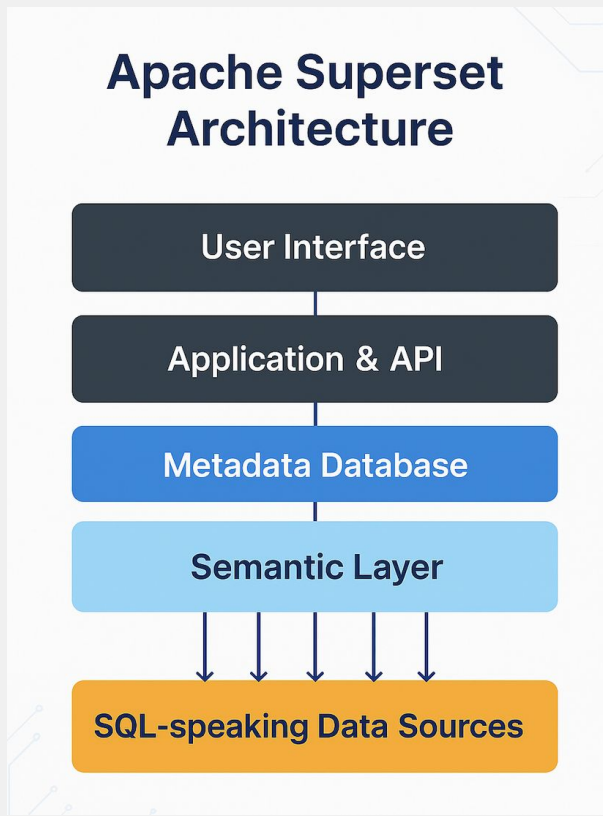 Apache Superset
Architecture
User Interface
Application & API
Metadata Database
Semantic Layer
SQL-speaking Data Sources